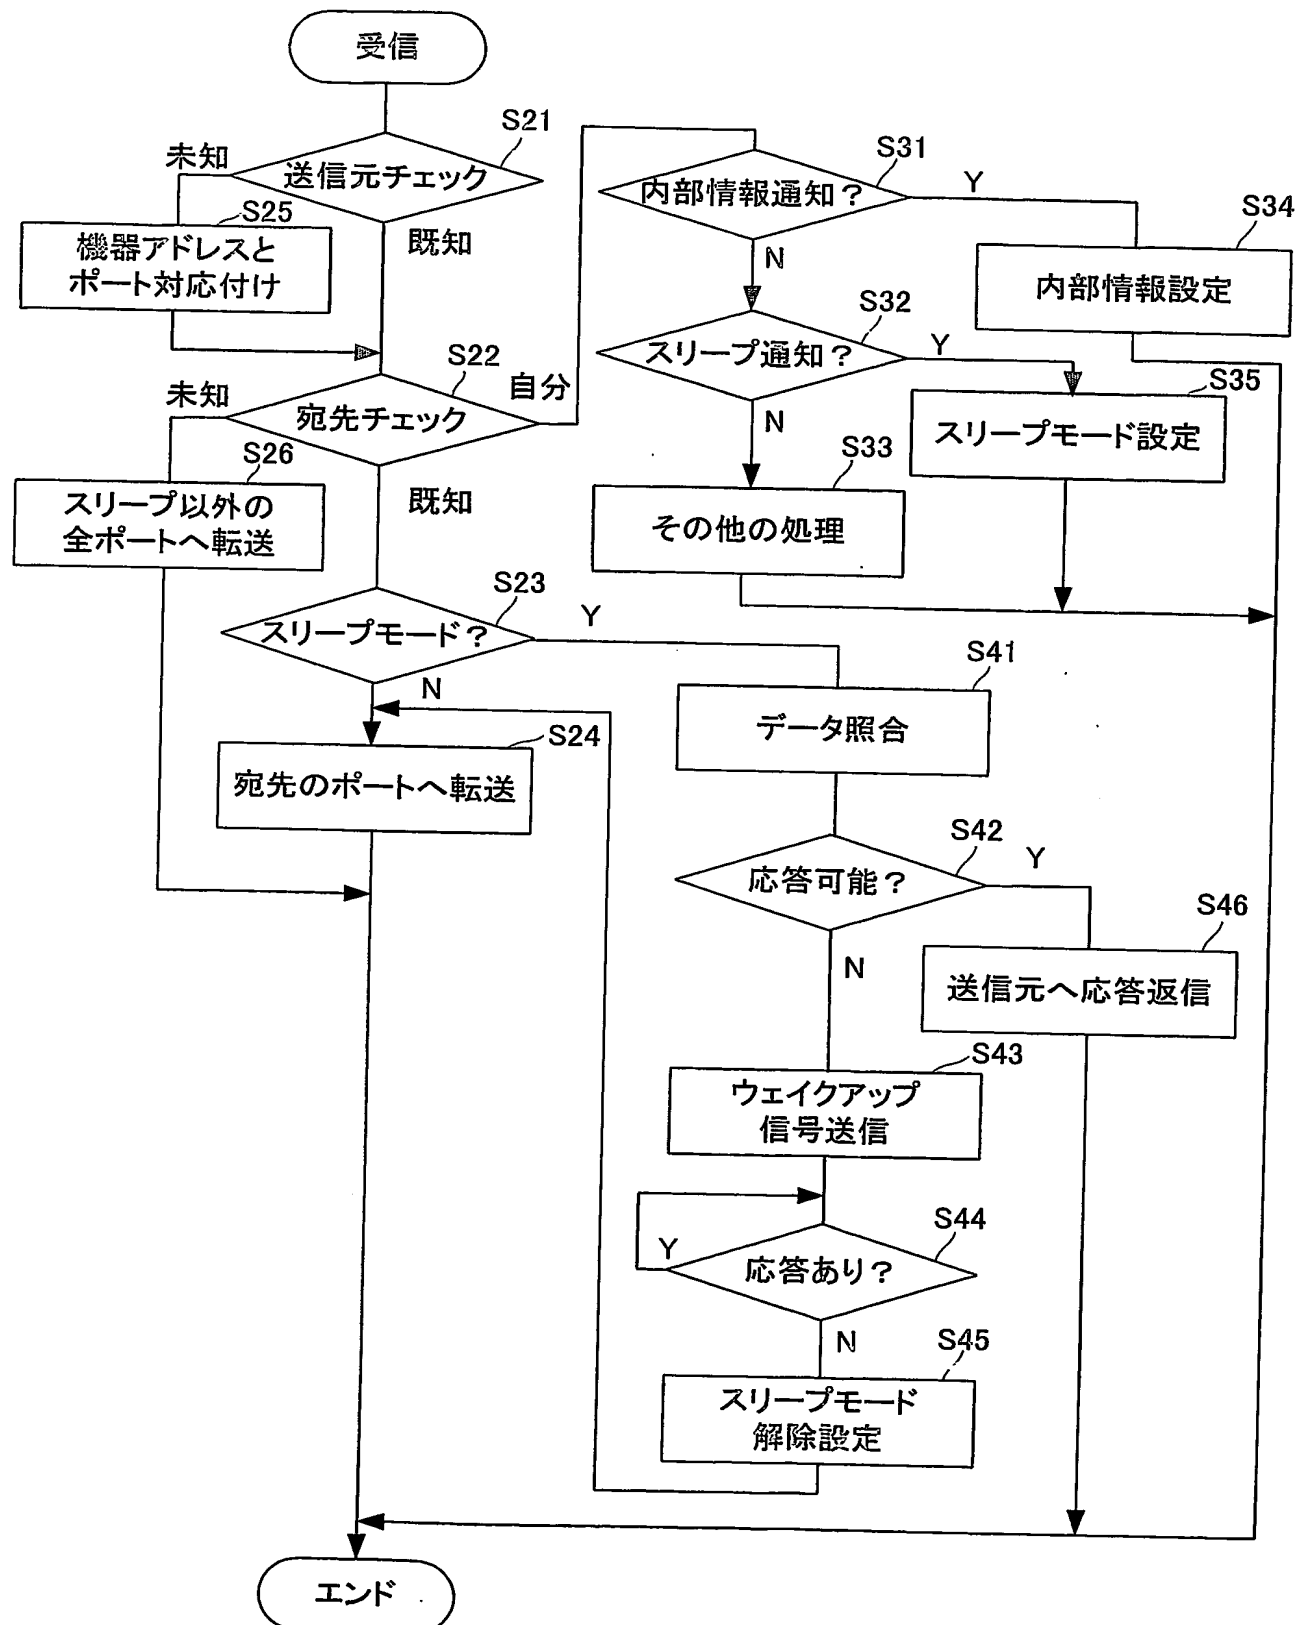 受信
S21
送信元チェック
未知
既知
S25
機器アドレスと
ポート対応付け
S22
宛先チェック
未知
自分
既知
S26
スリープ以外の
全ポートへ転送
S23
スリープモード？
Y
N
S24
宛先のポートへ転送
S31
内部情報通知？
Y
N
S34
内部情報設定
S32
スリープ通知？
Y
N
S35
スリープモード設定
S33
その他の処理
S41
データ照合
S42
応答可能？
Y
N
S46
送信元へ応答返信
S43
ウェイクアップ
信号送信
S44
応答あり？
Y
N
S45
スリープモード
解除設定
エンド